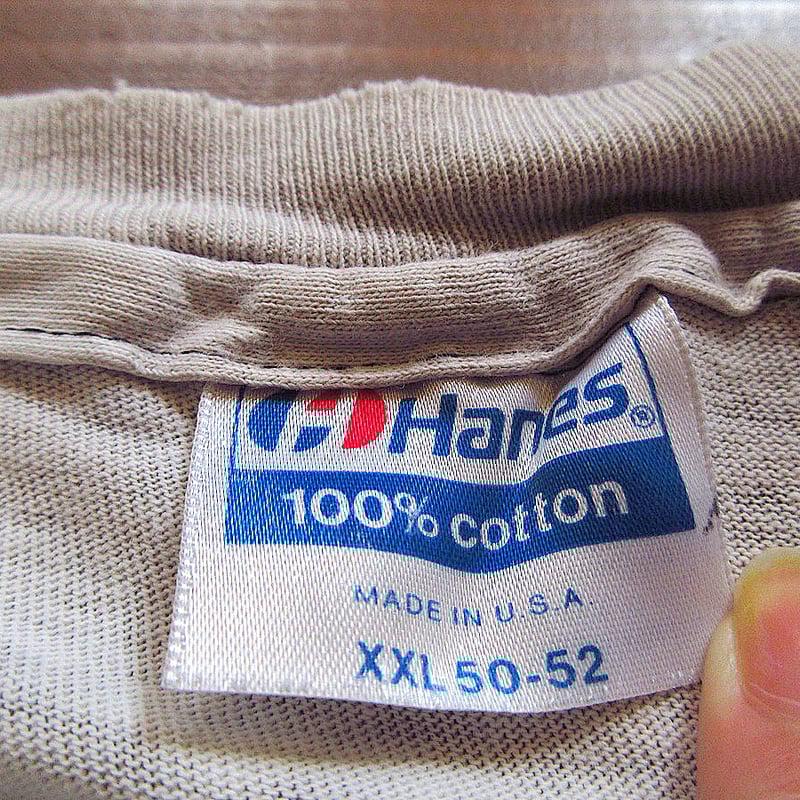 Hanes®
100% cotton
MADE IN U.S.A.
XXL 50-52